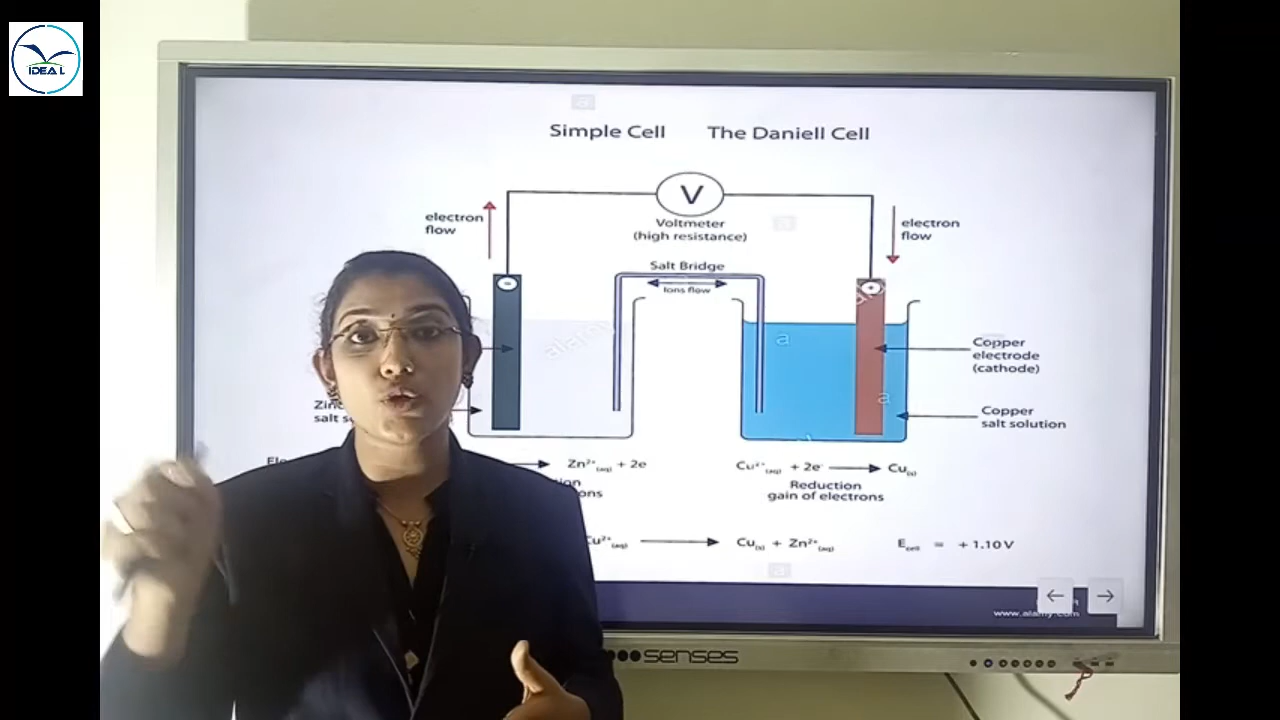 IDEAL
Simple Cell The Daniell Cell
V
electron
flow
Voltmeter
(high resistance)
electron
flow
Salt Bridge
Ions flow
−
+
alamy
a
a
a
a
a
Copper
electrode
(cathode)
Copper
salt solution
salt
Zn²⁺(aq) + 2e
Cu²⁺(aq) + 2e⁻ ⟶ Cu(s)
Reduction
gain of electrons
Cu²⁺(aq) ⟶ Cu(s) + Zn²⁺(aq) Ecell = + 1.10 V
← →
www.alamy.com
senses